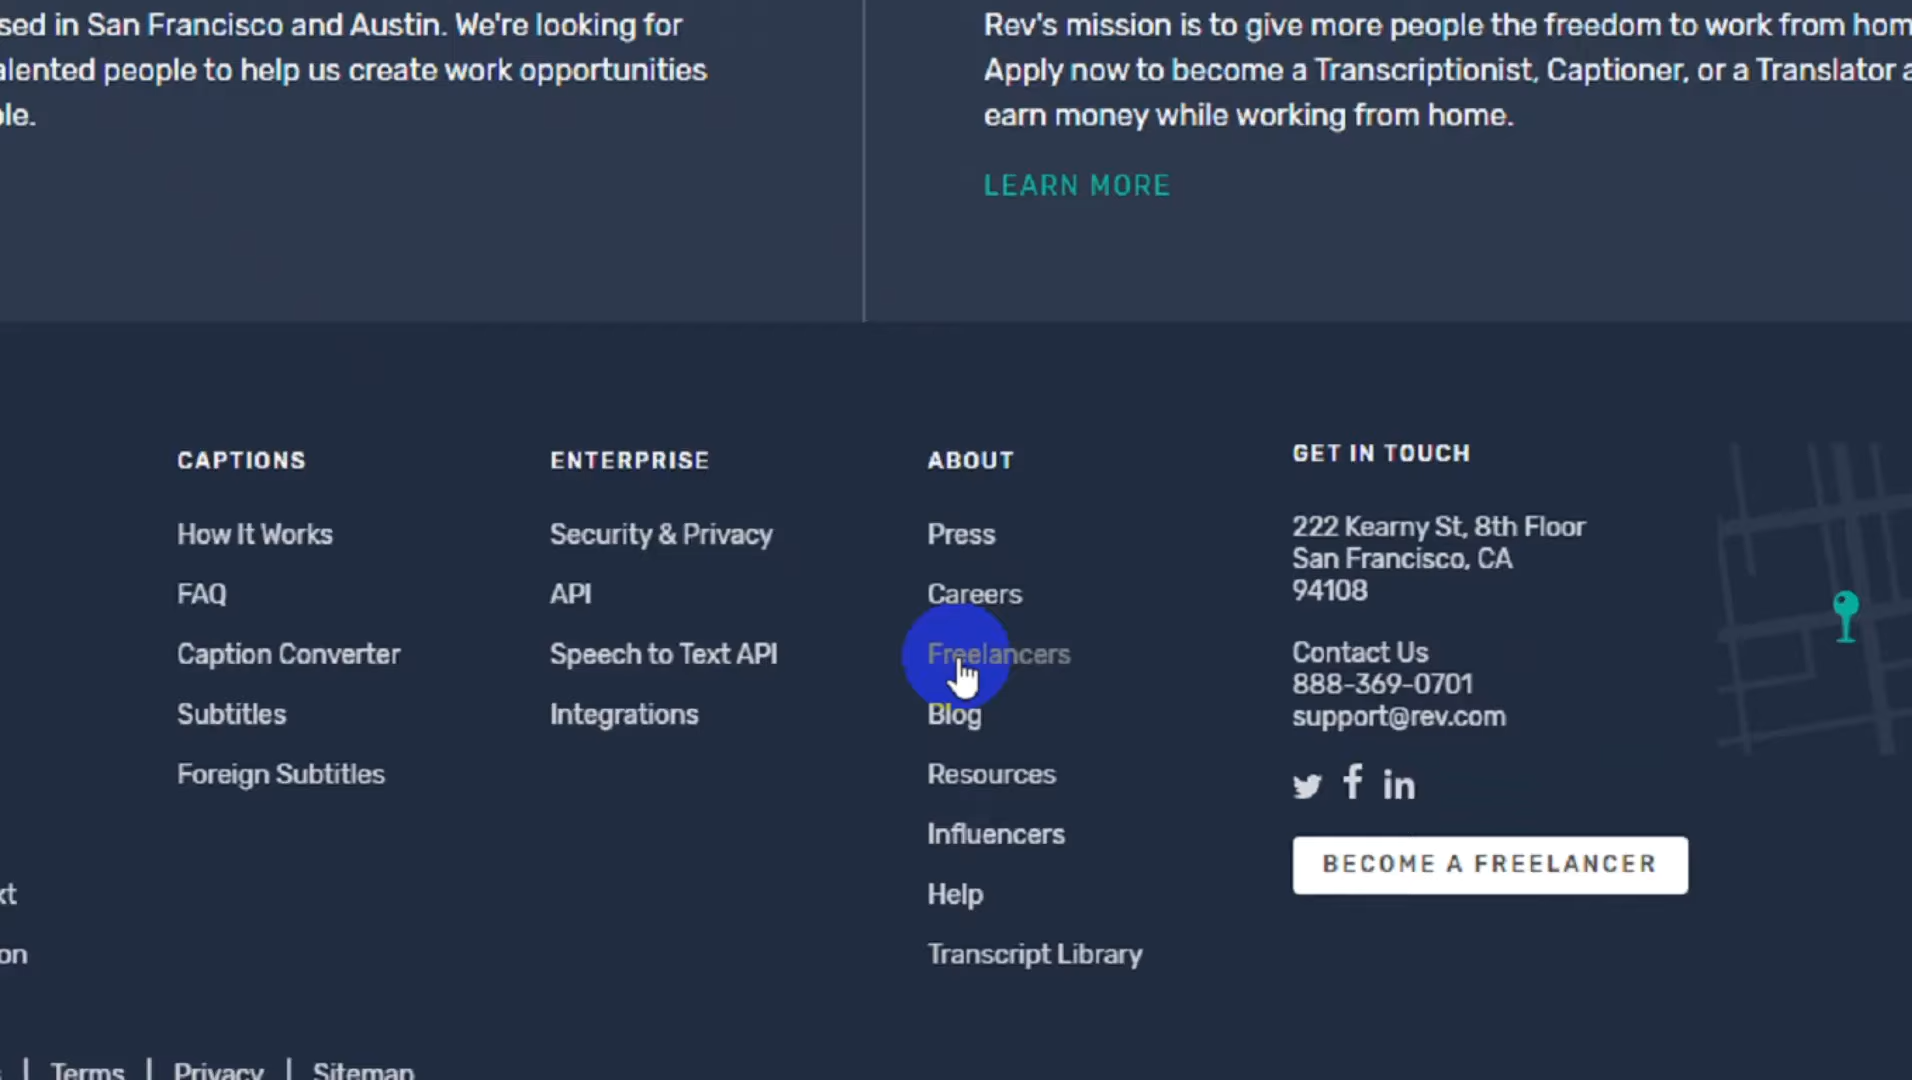 sed in San Francisco and Austin. We're looking for
alented people to help us create work opportunities
ole.
Rev's mission is to give more people the freedom to work from hom
Apply now to become a Transcriptionist, Captioner, or a Translator a
earn money while working from home.
LEARN MORE
CAPTIONS
How It Works
FAQ
Caption Converter
Subtitles
Foreign Subtitles
ENTERPRISE
Security & Privacy
API
Speech to Text API
Integrations
ABOUT
Press
Careers
Freelancers
Blog
Resources
Influencers
Help
Transcript Library
GET IN TOUCH
222 Kearny St, 8th Floor
San Francisco, CA
94108
Contact Us
888-369-0701
support@rev.com
BECOME A FREELANCER
xt
on
| Terms | Privacy | Sitemap